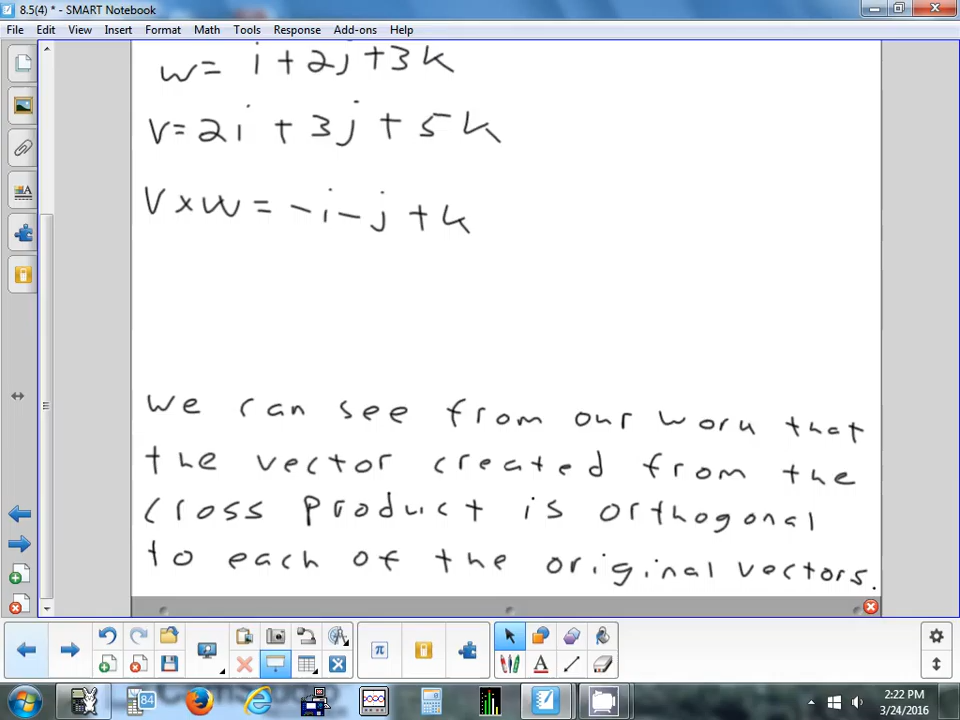 8.5(4) * - SMART Notebook
File Edit View Insert Format Math Tools Response Add-ons Help
w= i+2j+3k
v=2i + 3j + 5k
v×w = -i-j+k
we can see from our work that
the vector created from the
cross product is orthogonal
to each of the original vectors.
π
A
84
2:22 PM
3/24/2016